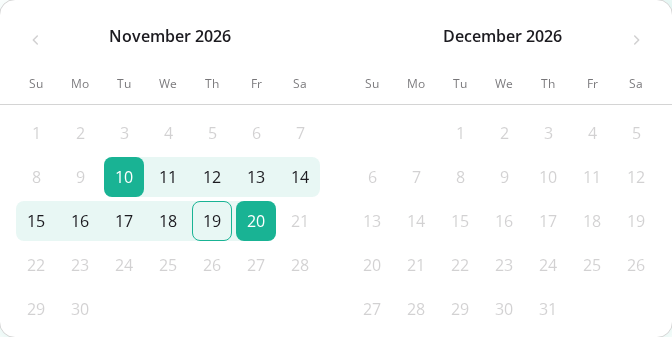 ‹ November 2026
Su Mo Tu We Th Fr Sa
1 2 3 4 5 6 7
8 9 10 11 12 13 14
15 16 17 18 19 20 21
22 23 24 25 26 27 28
29 30
December 2026 ›
Su Mo Tu We Th Fr Sa
1 2 3 4 5
6 7 8 9 10 11 12
13 14 15 16 17 18 19
20 21 22 23 24 25 26
27 28 29 30 31